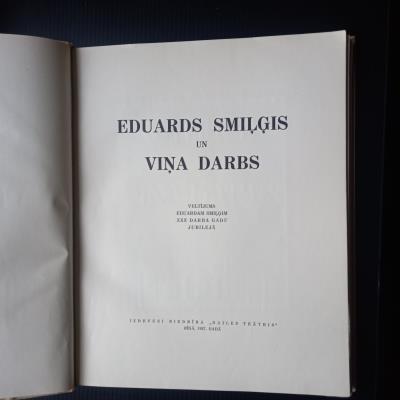 EDUARDS SMIĻĢIS
UN
VIŅA DARBS
VELTĪJUMS
EDUARDAM SMIĻĢIM
XXX DARBA GADU
JUBILEJĀ
IZDEVUSI BIEDRĪBA „DAILES TEĀTRIS“
RĪGĀ, 1937. GADĀ